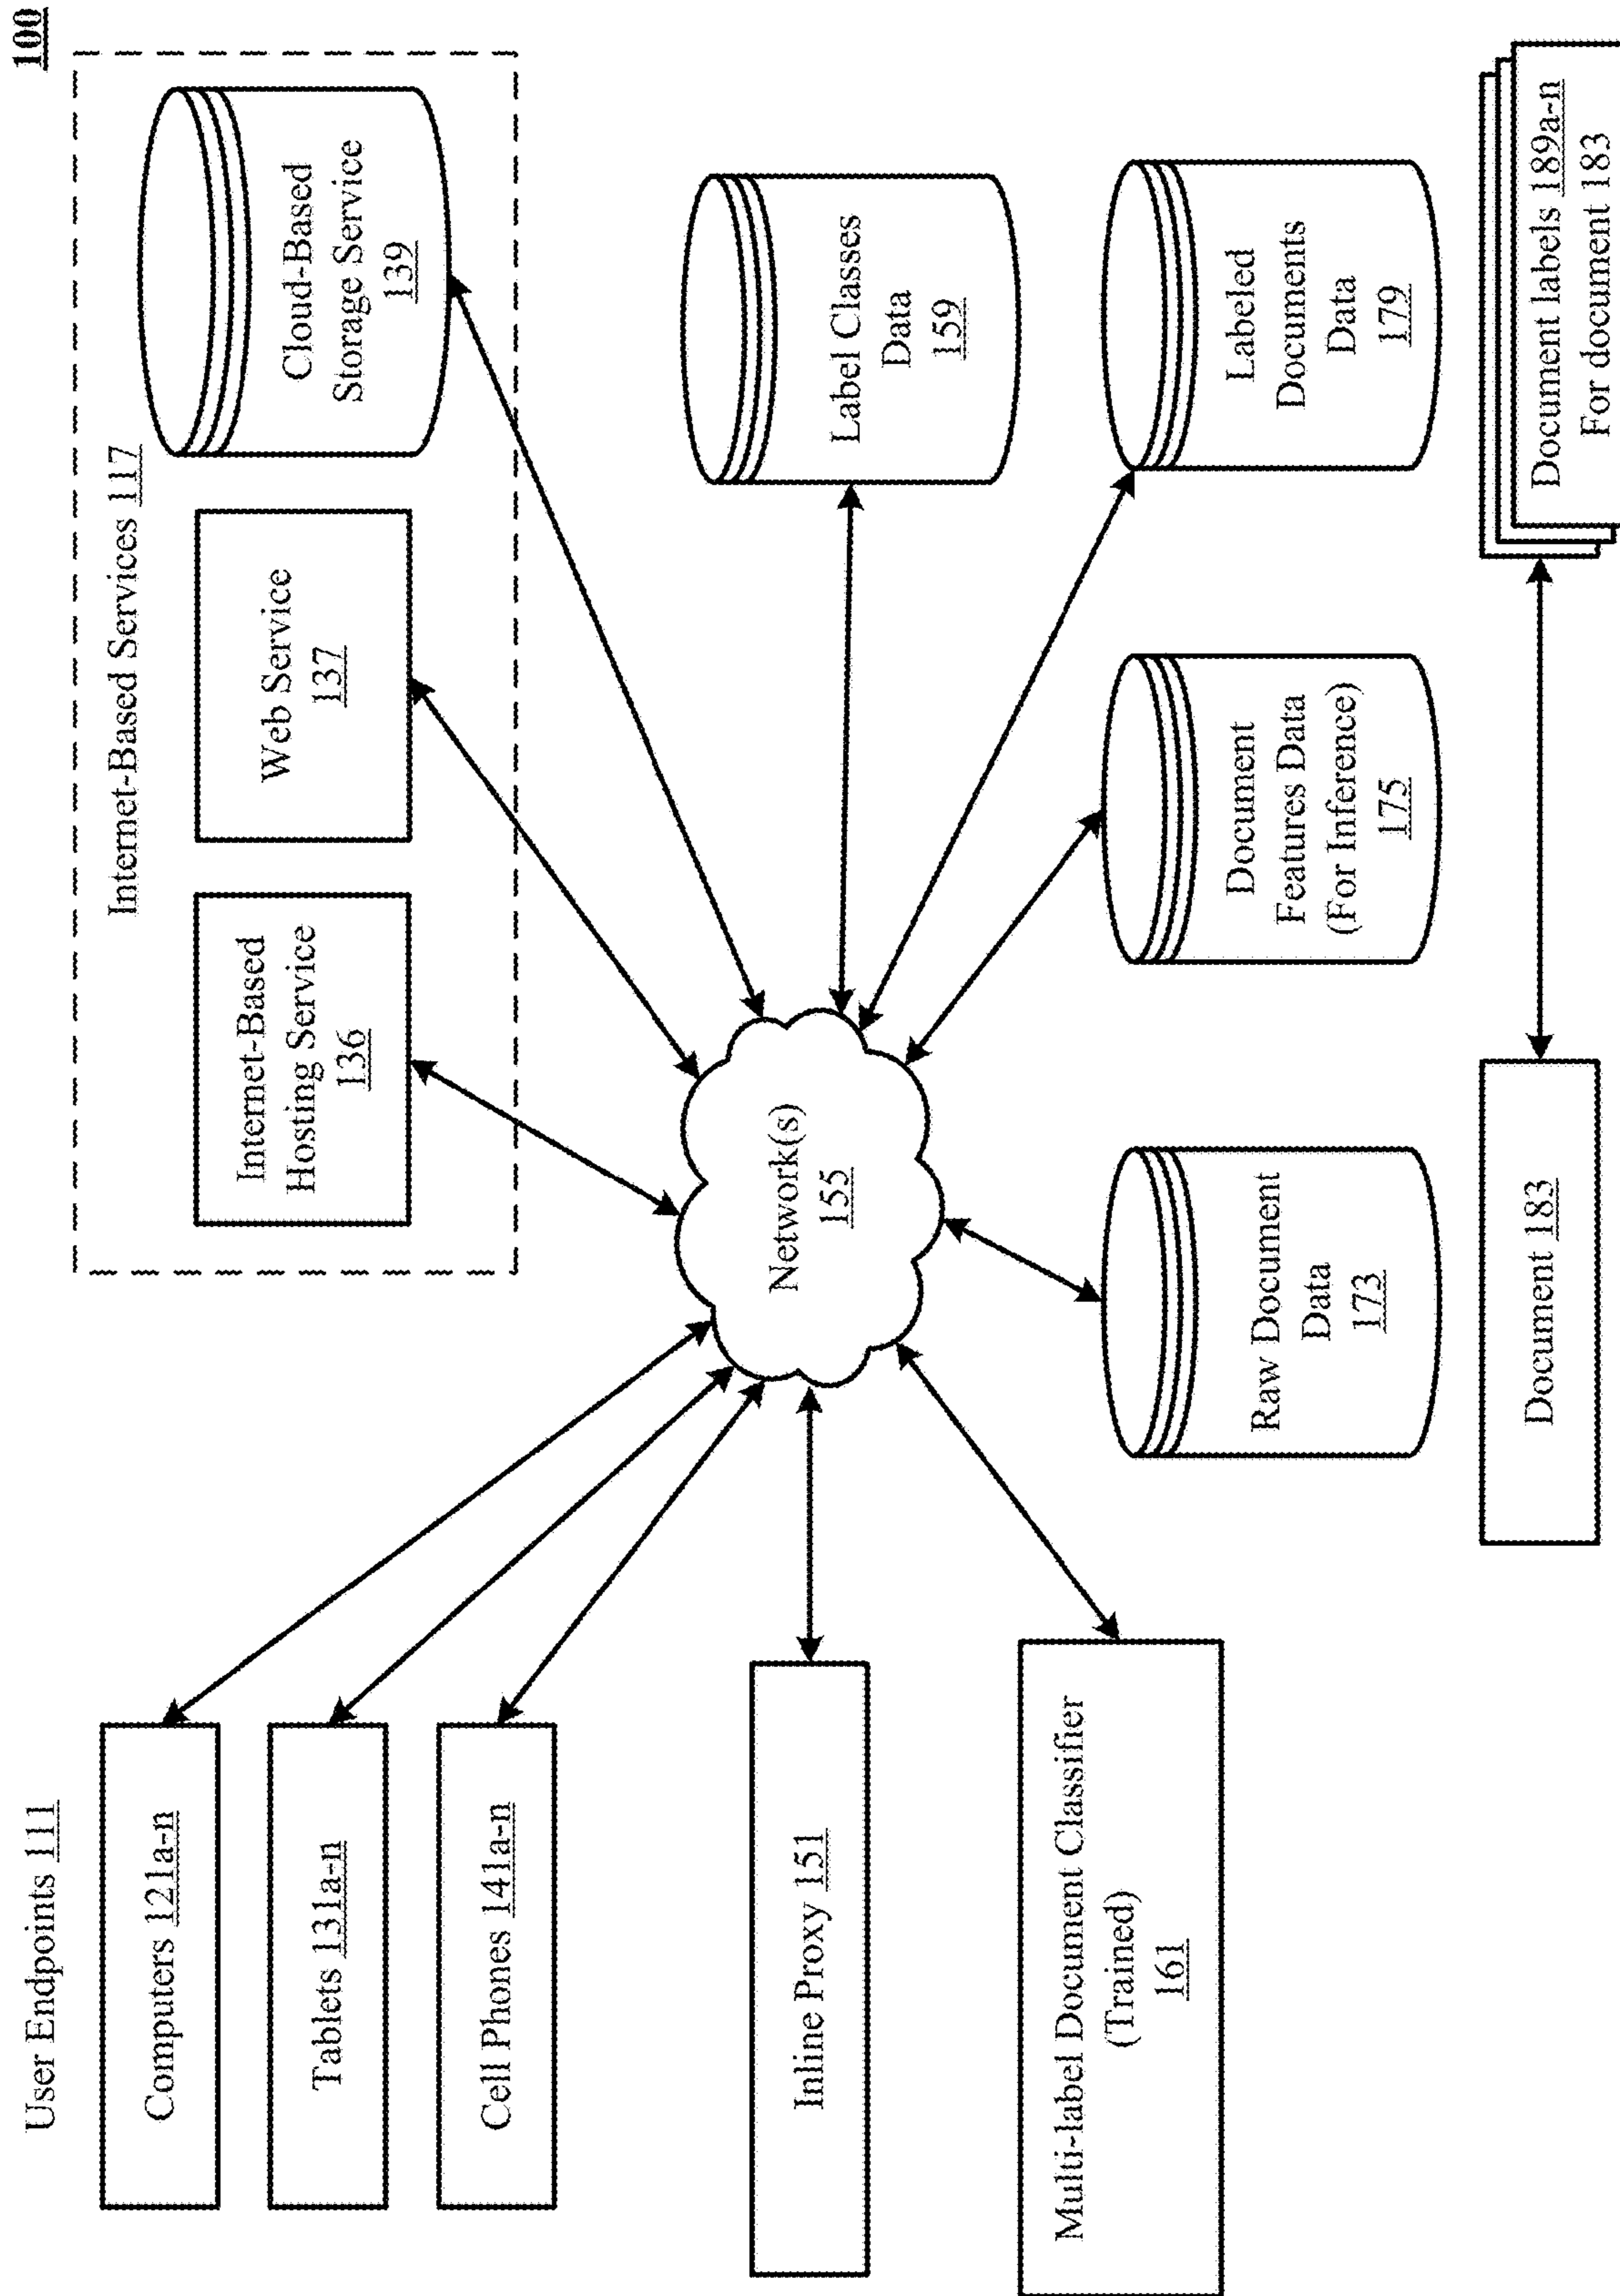 100
User Endpoints 111
Computers 121a-n
Tablets 131a-n
Cell Phones 141a-n
Internet-Based Services 117
Internet-Based
Hosting Service
136
Web Service
137
Cloud-Based
Storage Service
139
Inline Proxy 151
Network(s)
155
Label Classes
Data
159
Multi-label Document Classifier
(Trained)
161
Raw Document
Data
173
Document
Features Data
(For Inference)
175
Labeled
Documents
Data
179
Document 183
Document labels 189a-n
For document 183